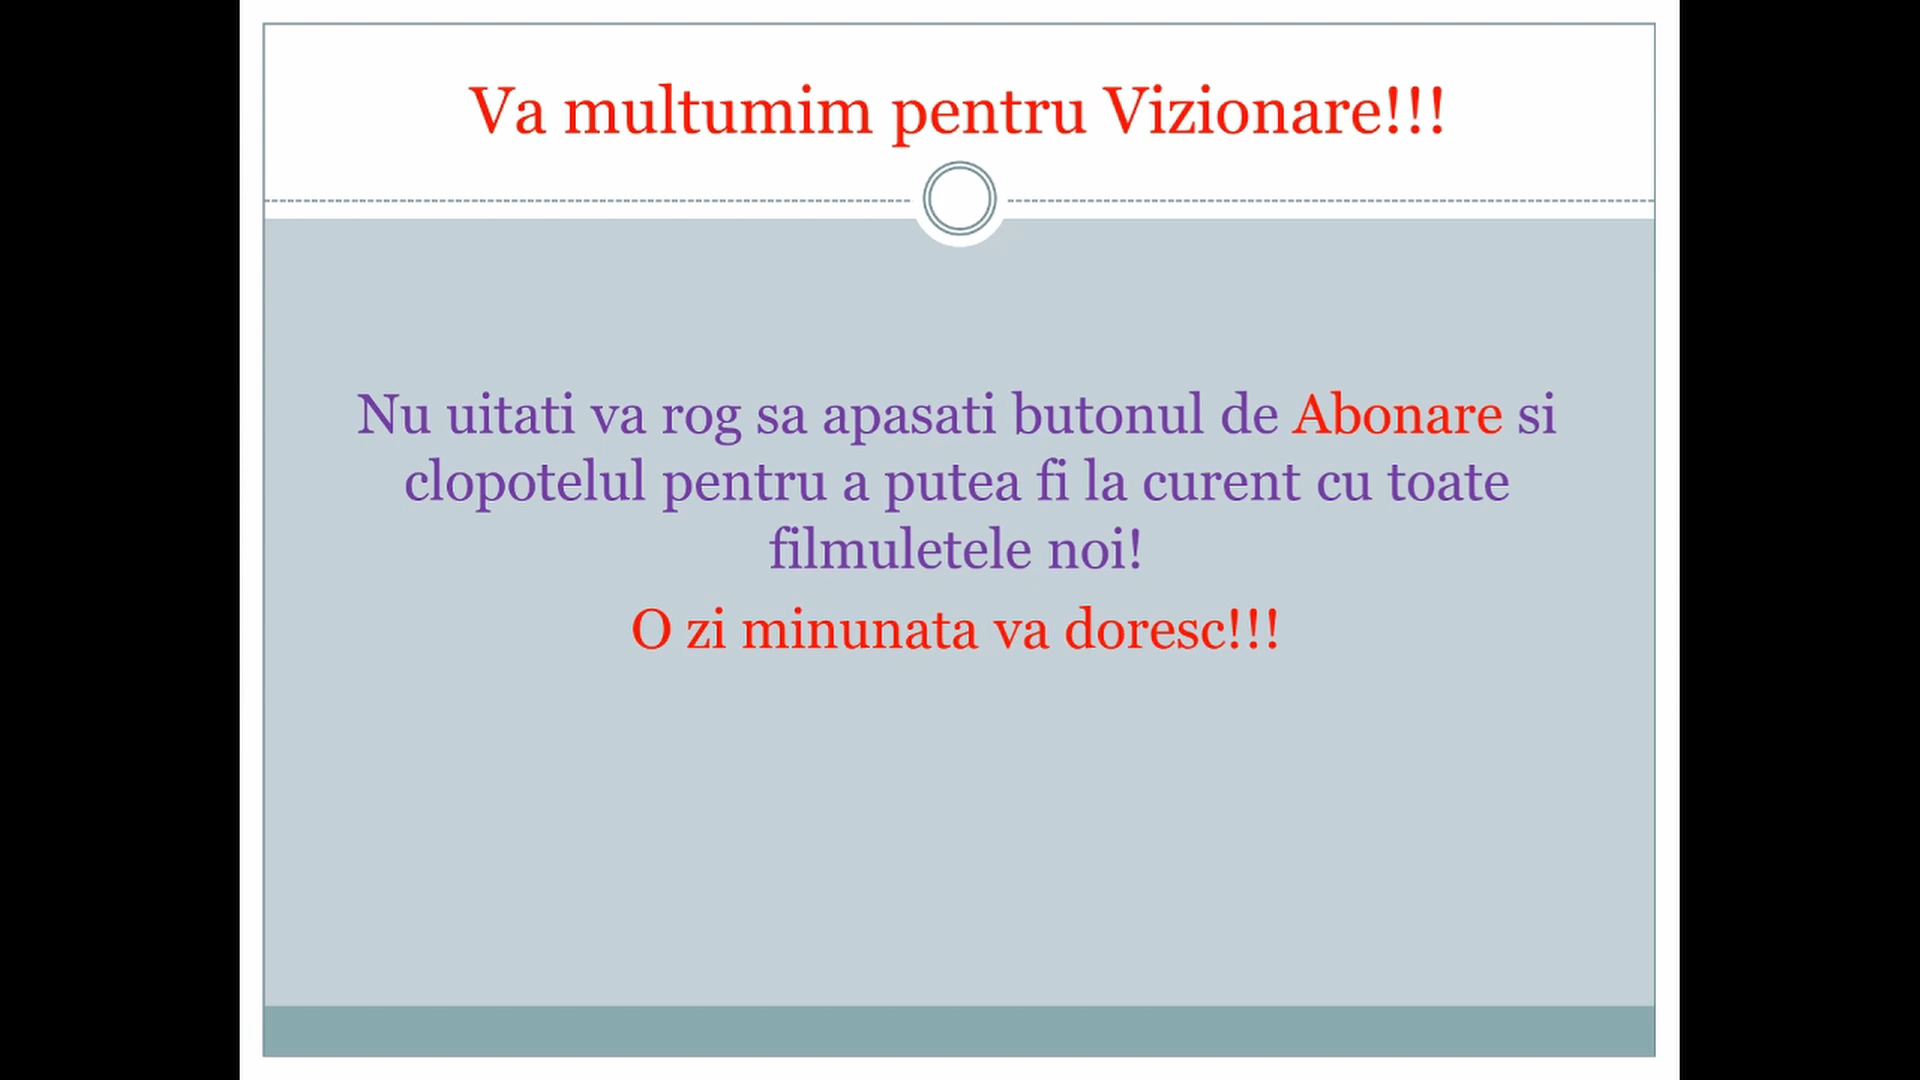 Va multumim pentru Vizionare!!!
Nu uitati va rog sa apasati butonul de Abonare si
clopotelul pentru a putea fi la curent cu toate
filmuletele noi!
O zi minunata va doresc!!!